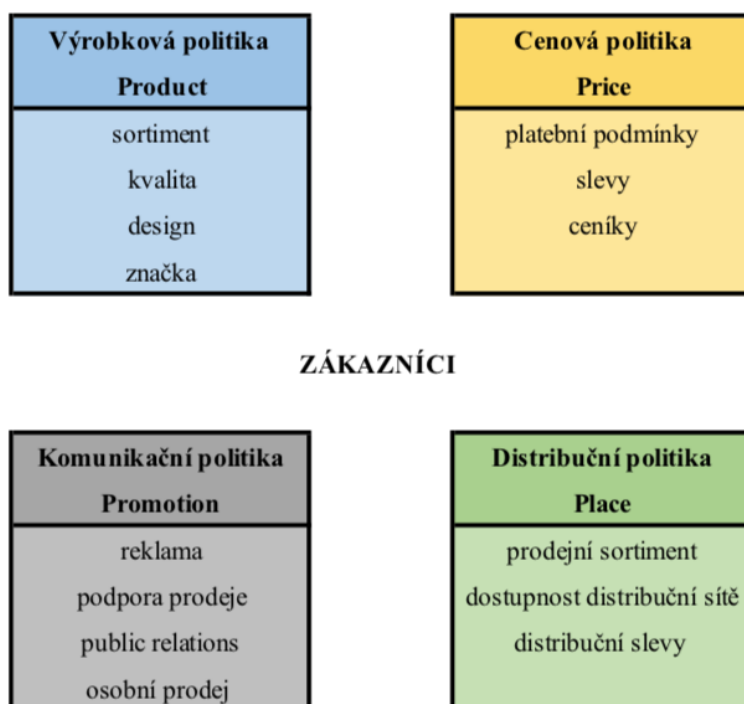 Výrobková politika
Product
sortiment
kvalita
design
značka
Cenová politika
Price
platební podmínky
slevy
ceníky
ZÁKAZNÍCI
Komunikační politika
Promotion
reklama
podpora prodeje
public relations
osobní prodej
Distribuční politika
Place
prodejní sortiment
dostupnost distribuční sítě
distribuční slevy